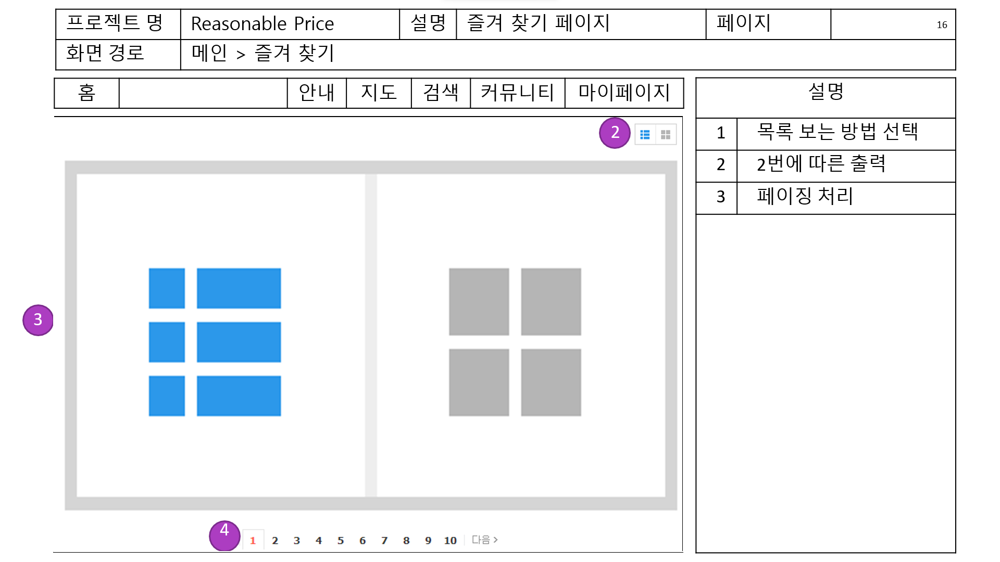 프로젝트 명 Reasonable Price 설명 즐겨 찾기 페이지 페이지 16
화면 경로 메인 > 즐겨 찾기
홈 안내 지도 검색 커뮤니티 마이페이지
설명
2
1 목록 보는 방법 선택
2 2번에 따른 출력
3 페이징 처리
3
4
1 2 3 4 5 6 7 8 9 10 다음 >